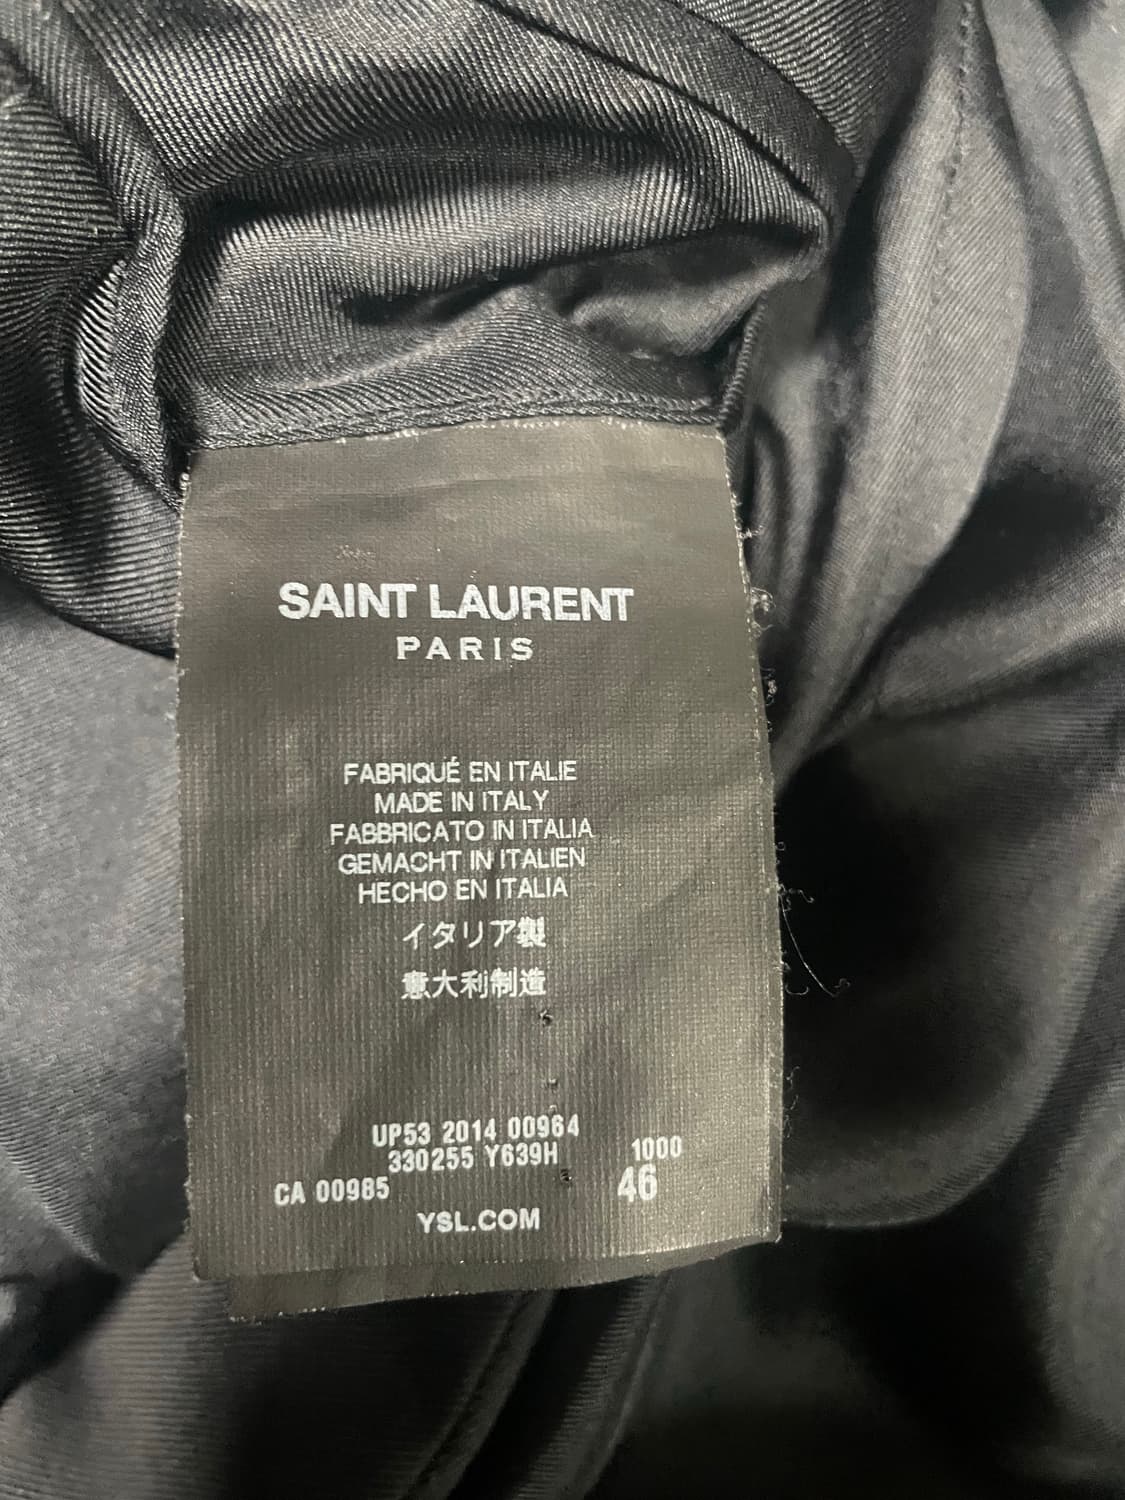 SAINT LAURENT
PARIS
FABRIQUÉ EN ITALIE
MADE IN ITALY
FABBRICATO IN ITALIA
GEMACHT IN ITALIEN
HECHO EN ITALIA
イタリア製
意大利制造
UP53 2014 00964
330255 Y639H 1000
CA 00985 46
YSL.COM